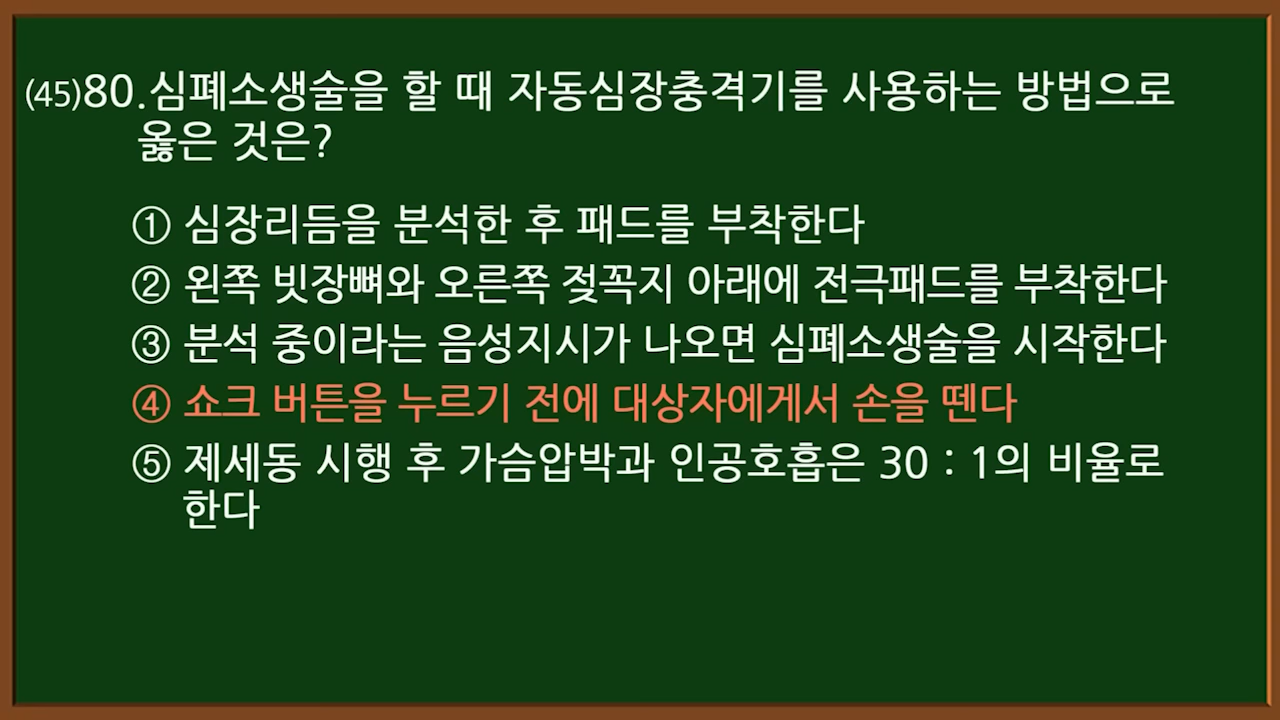 (45)80.심폐소생술을 할 때 자동심장충격기를 사용하는 방법으로
옳은 것은?
① 심장리듬을 분석한 후 패드를 부착한다
② 왼쪽 빗장뼈와 오른쪽 젖꼭지 아래에 전극패드를 부착한다
③ 분석 중이라는 음성지시가 나오면 심폐소생술을 시작한다
④ 쇼크 버튼을 누르기 전에 대상자에게서 손을 뗀다
⑤ 제세동 시행 후 가슴압박과 인공호흡은 30 : 1의 비율로
한다